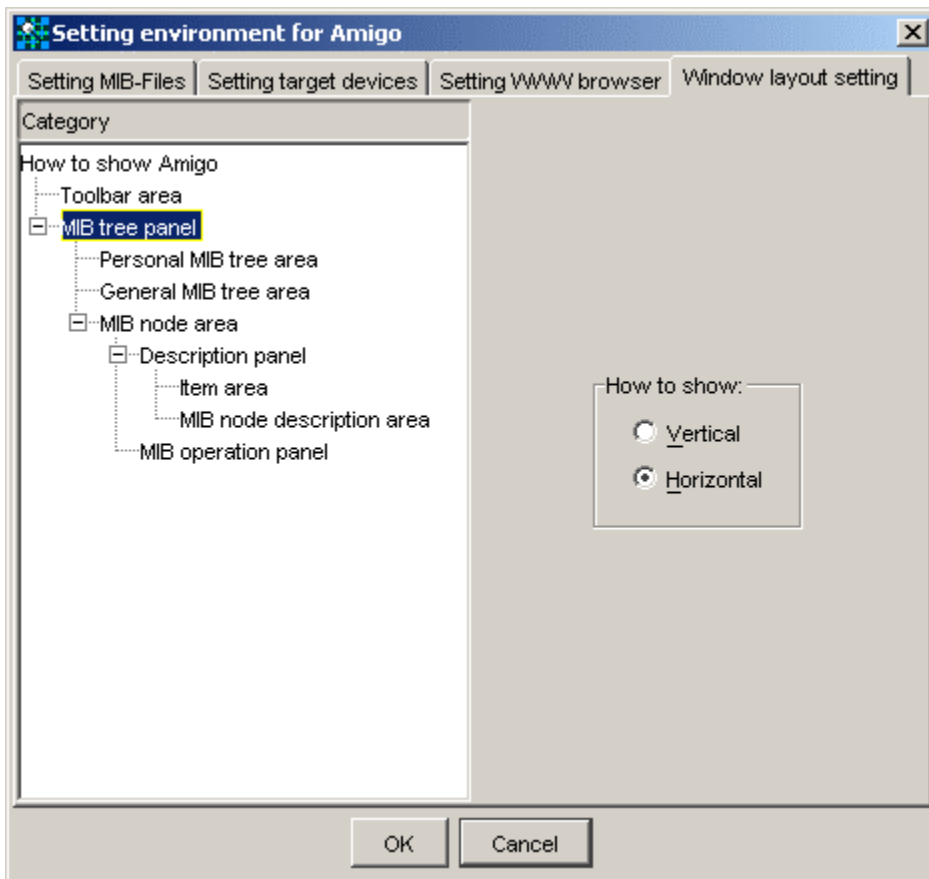 Setting environment for Amigo
Setting MIB-Files
Setting target devices
Setting WWW browser
Window layout setting
Category
How to show Amigo
Toolbar area
MIB tree panel
Personal MIB tree area
General MIB tree area
MIB node area
Description panel
Item area
MIB node description area
MIB operation panel
How to show:
Vertical
Horizontal
OK
Cancel